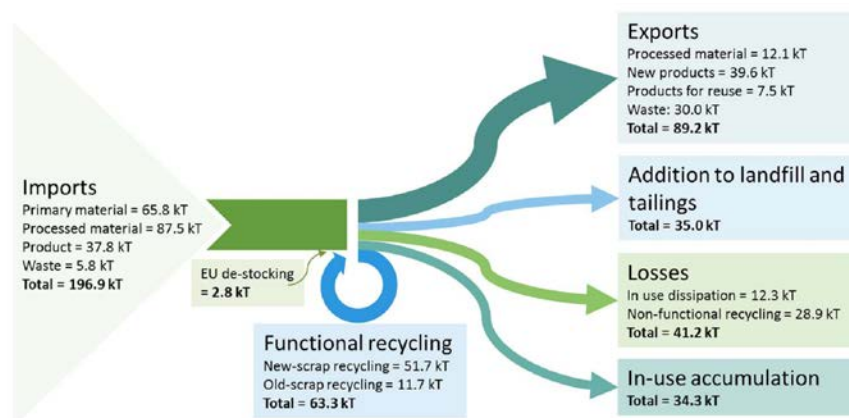 Imports
Primary material = 65.8 kT
Processed material = 87.5 kT
Product = 37.8 kT
Waste = 5.8 kT
Total = 196.9 kT
EU de-stocking
= 2.8 kT
Functional recycling
New-scrap recycling = 51.7 kT
Old-scrap recycling = 11.7 kT
Total = 63.3 kT
Exports
Processed material = 12.1 kT
New products = 39.6 kT
Products for reuse = 7.5 kT
Waste: 30.0 kT
Total = 89.2 kT
Addition to landfill and
tailings
Total = 35.0 kT
Losses
In use dissipation = 12.3 kT
Non-functional recycling = 28.9 kT
Total = 41.2 kT
In-use accumulation
Total = 34.3 kT